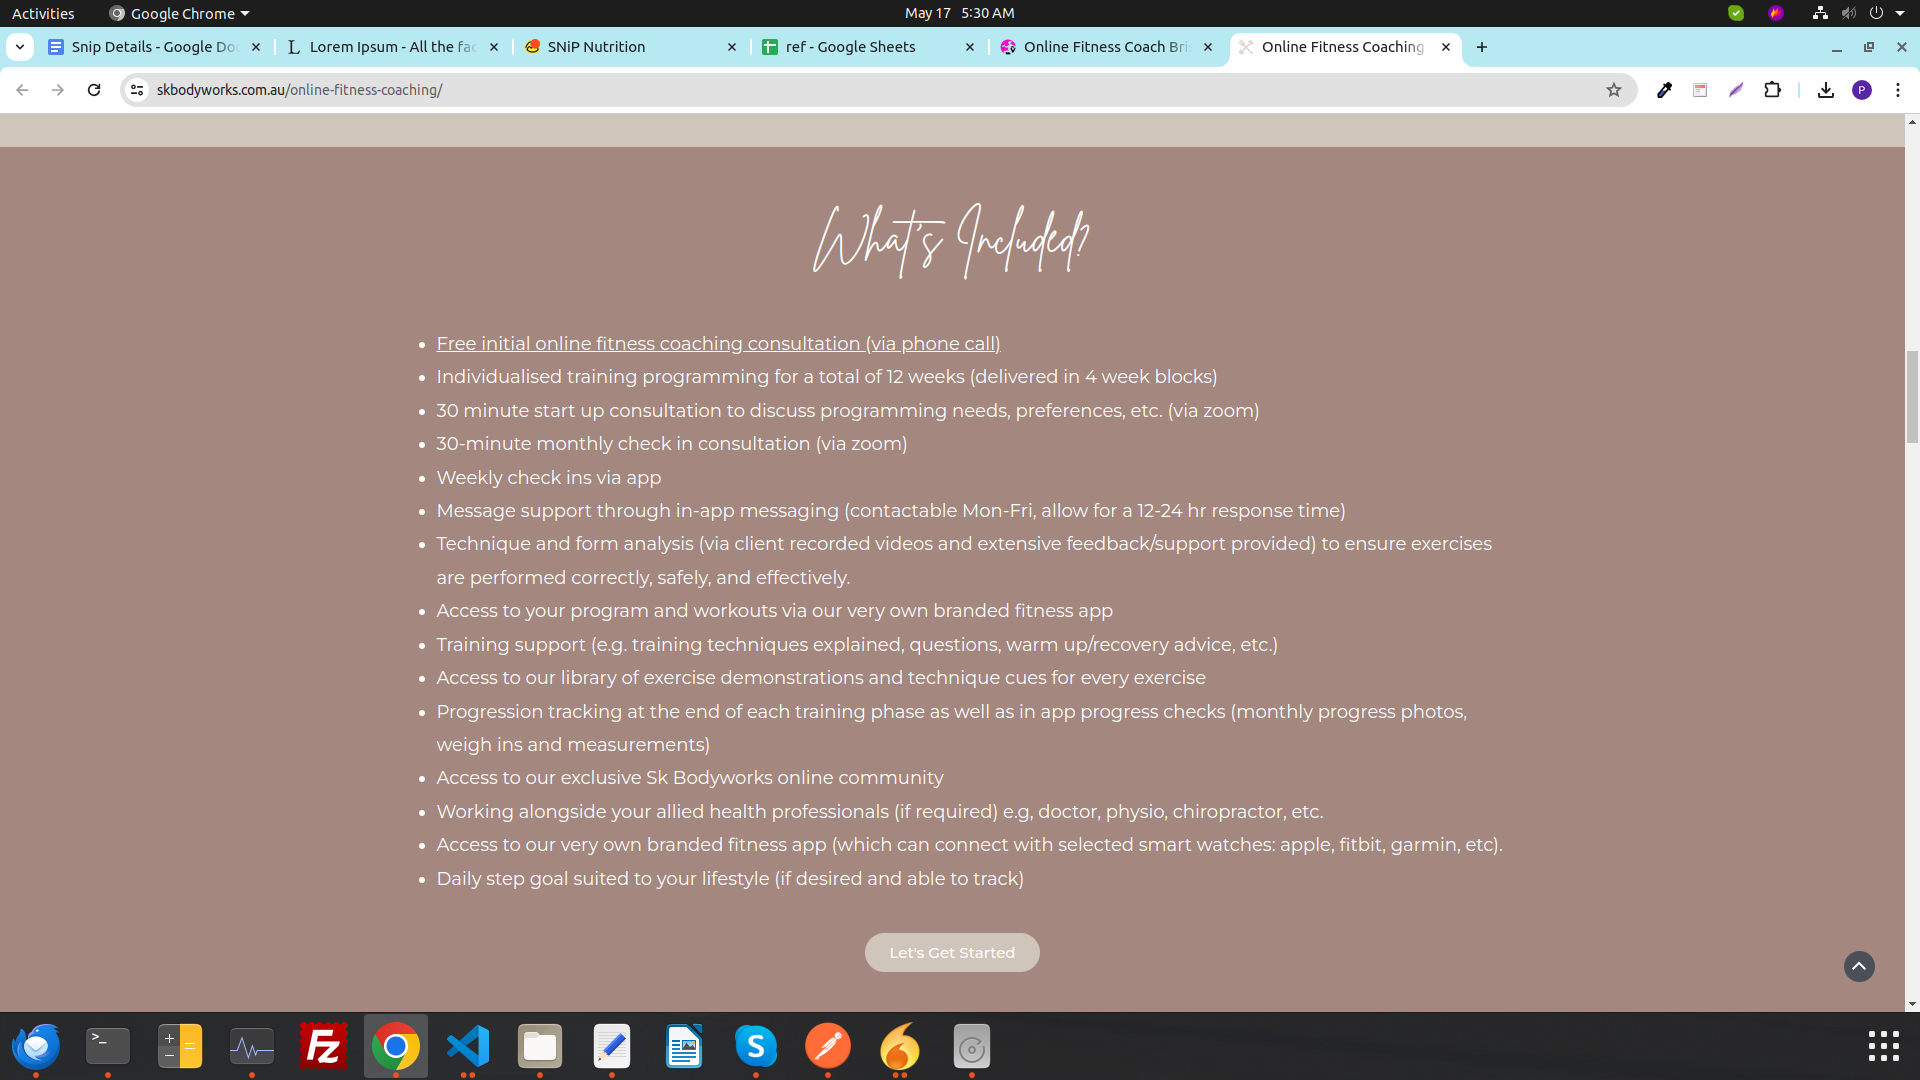 Activities
Google Chrome
May 17 5:30 AM
Snip Details - Google Do
Lorem Ipsum - All the fac
SNiP Nutrition
ref - Google Sheets
Online Fitness Coach Bri
Online Fitness Coaching
skbodyworks.com.au/online-fitness-coaching/
P
What's Included?
Free initial online fitness coaching consultation (via phone call)
Individualised training programming for a total of 12 weeks (delivered in 4 week blocks)
30 minute start up consultation to discuss programming needs, preferences, etc. (via zoom)
30-minute monthly check in consultation (via zoom)
Weekly check ins via app
Message support through in-app messaging (contactable Mon-Fri, allow for a 12-24 hr response time)
Technique and form analysis (via client recorded videos and extensive feedback/support provided) to ensure exercises
are performed correctly, safely, and effectively.
Access to your program and workouts via our very own branded fitness app
Training support (e.g. training techniques explained, questions, warm up/recovery advice, etc.)
Access to our library of exercise demonstrations and technique cues for every exercise
Progression tracking at the end of each training phase as well as in app progress checks (monthly progress photos,
weigh ins and measurements)
Access to our exclusive Sk Bodyworks online community
Working alongside your allied health professionals (if required) e.g, doctor, physio, chiropractor, etc.
Access to our very own branded fitness app (which can connect with selected smart watches: apple, fitbit, garmin, etc).
Daily step goal suited to your lifestyle (if desired and able to track)
Let's Get Started